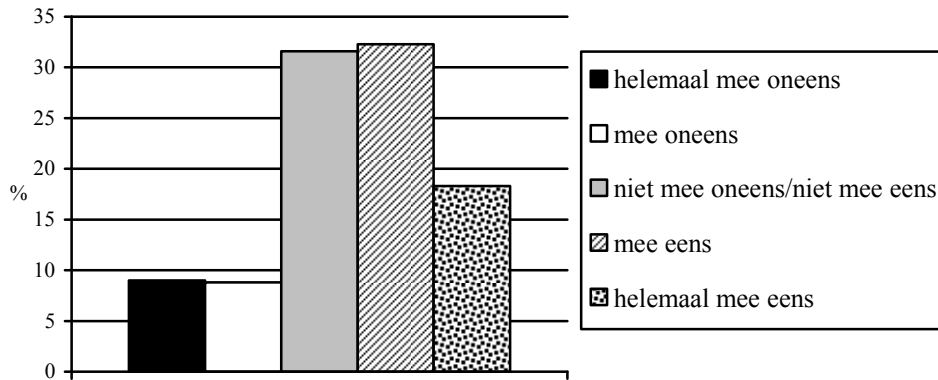 35
30
25
20
%
15
10
5
0
helemaal mee oneens
mee oneens
niet mee oneens/niet mee eens
mee eens
helemaal mee eens